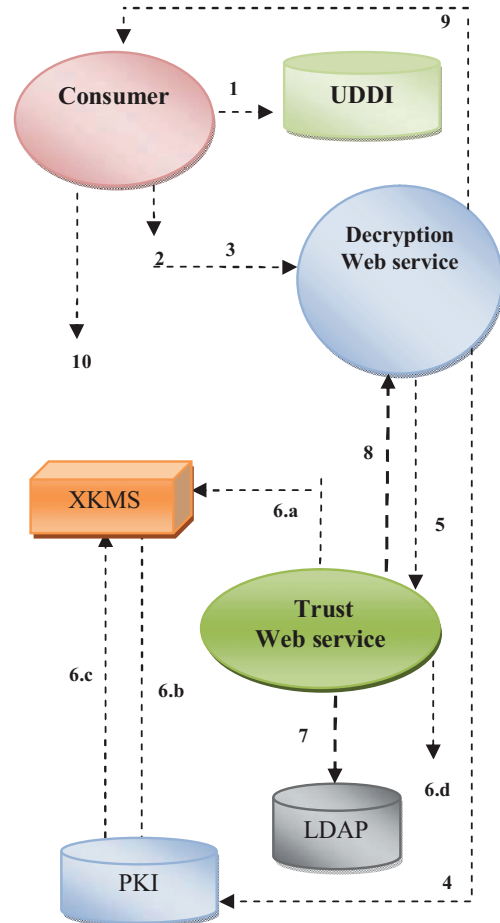 9
Consumer
1
UDDI
Decryption
Web service
2
3
10
8
XKMS
6.a
5
Trust
Web service
6.c
6.b
7
6.d
LDAP
PKI
4